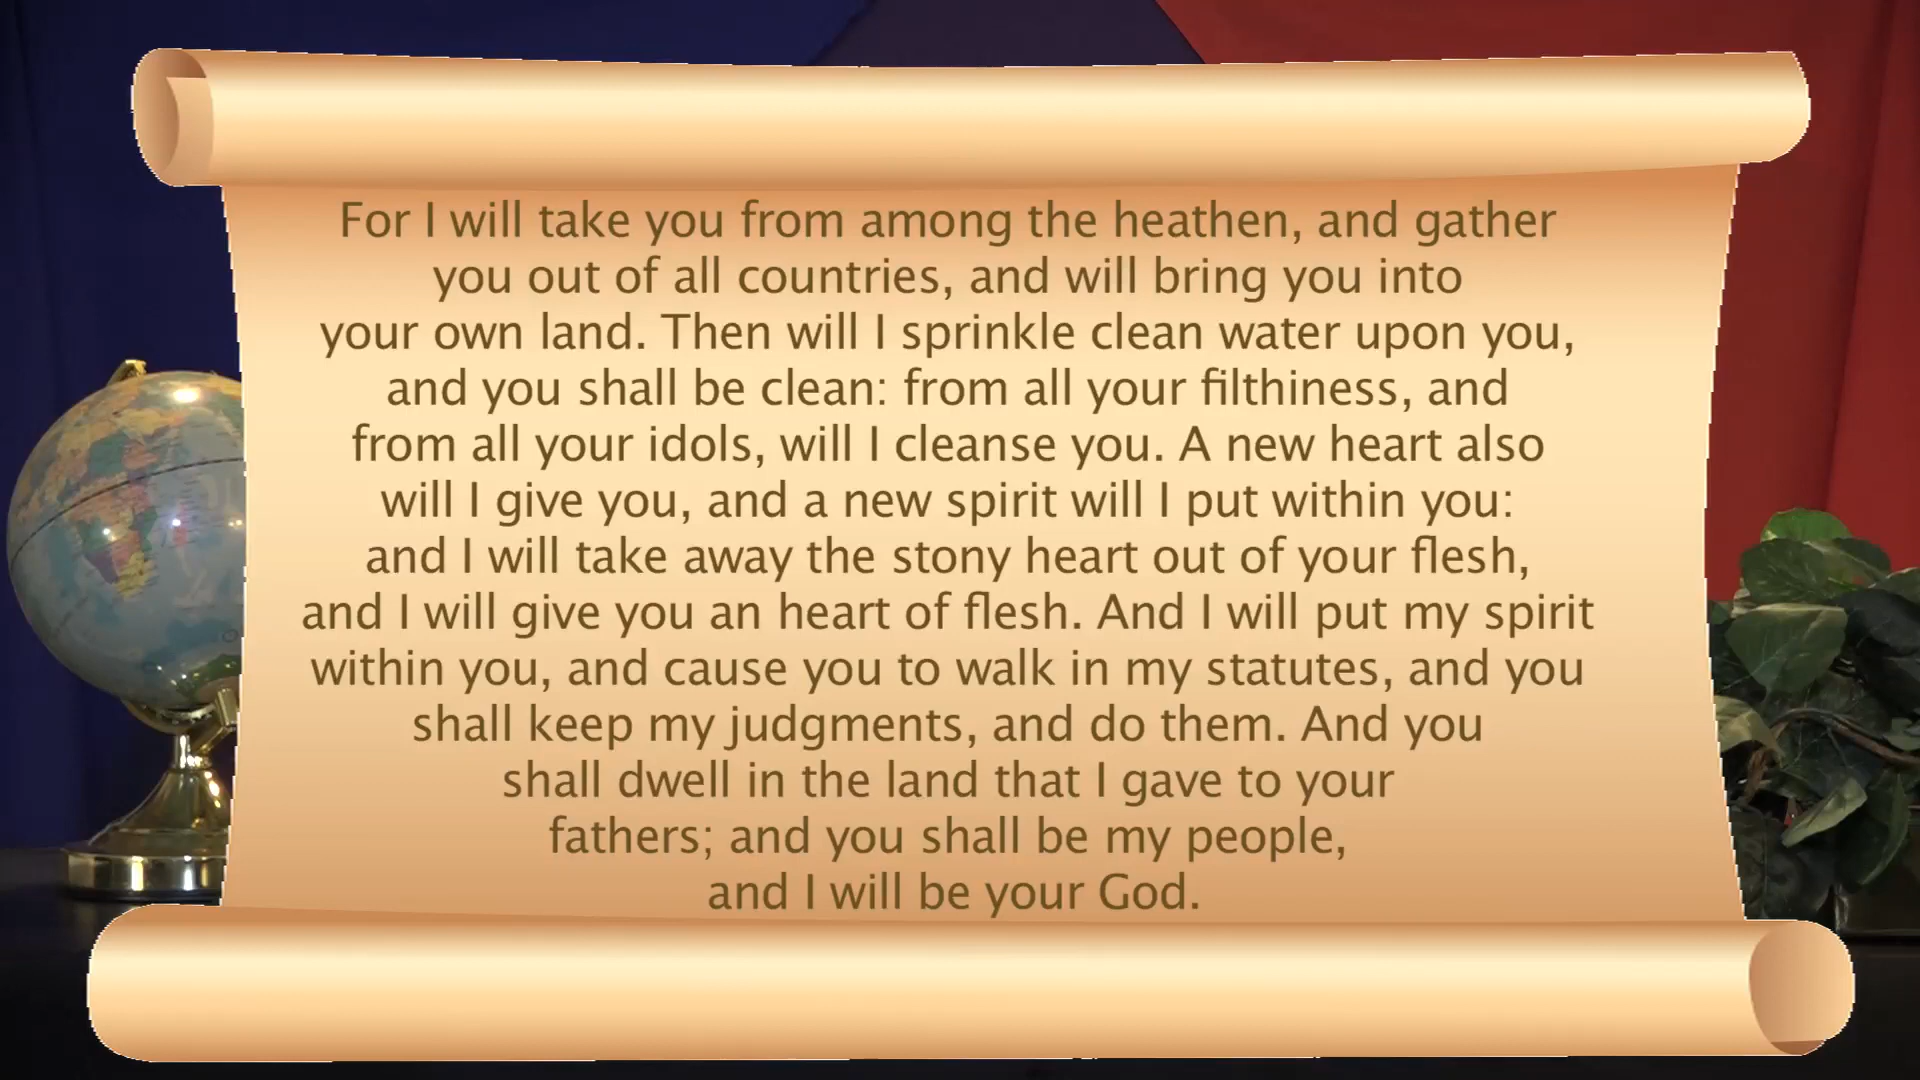 For I will take you from among the heathen, and gather
you out of all countries, and will bring you into
your own land. Then will I sprinkle clean water upon you,
and you shall be clean: from all your filthiness, and
from all your idols, will I cleanse you. A new heart also
will I give you, and a new spirit will I put within you:
and I will take away the stony heart out of your flesh,
and I will give you an heart of flesh. And I will put my spirit
within you, and cause you to walk in my statutes, and you
shall keep my judgments, and do them. And you
shall dwell in the land that I gave to your
fathers; and you shall be my people,
and I will be your God.